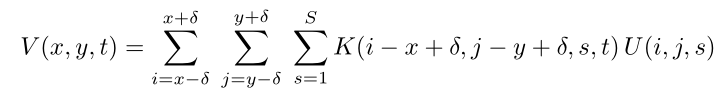 $$V(x,y,t) = \sum_{i=x-\delta}^{x+\delta} \sum_{j=y-\delta}^{y+\delta} \sum_{s=1}^{S} K(i-x+\delta, j-y+\delta, s, t)\, U(i,j,s)$$